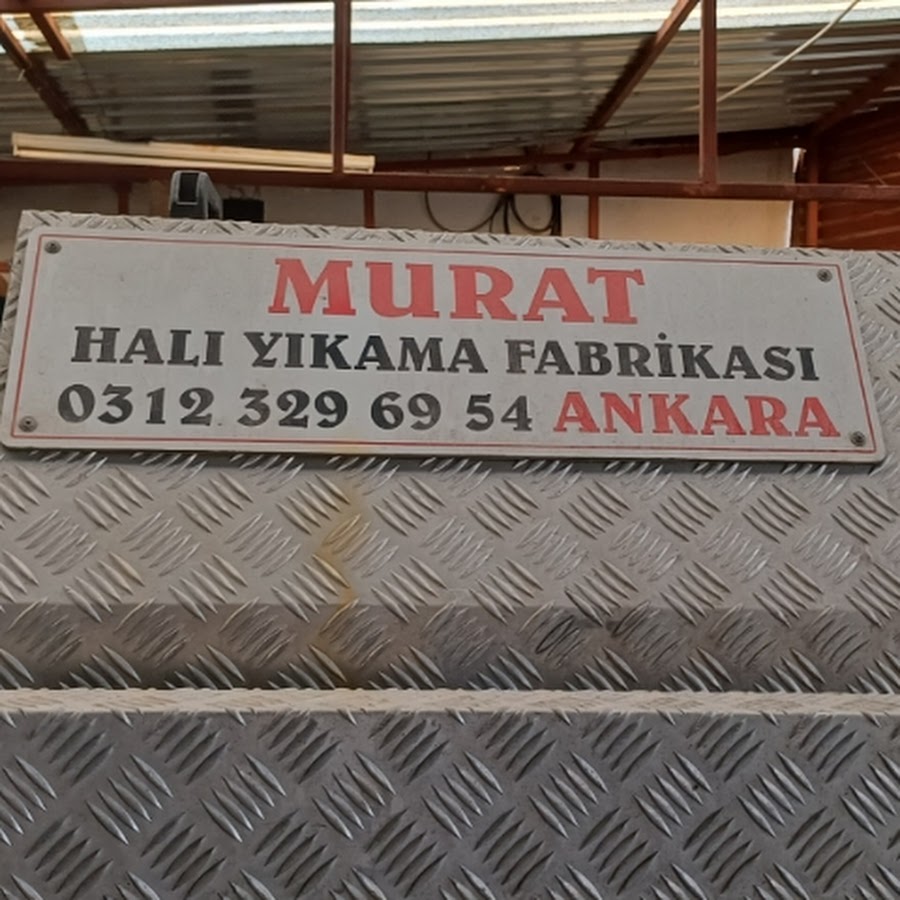 MURAT
HALI YIKAMA FABRİKASI
0312 329 69 54 ANKARA